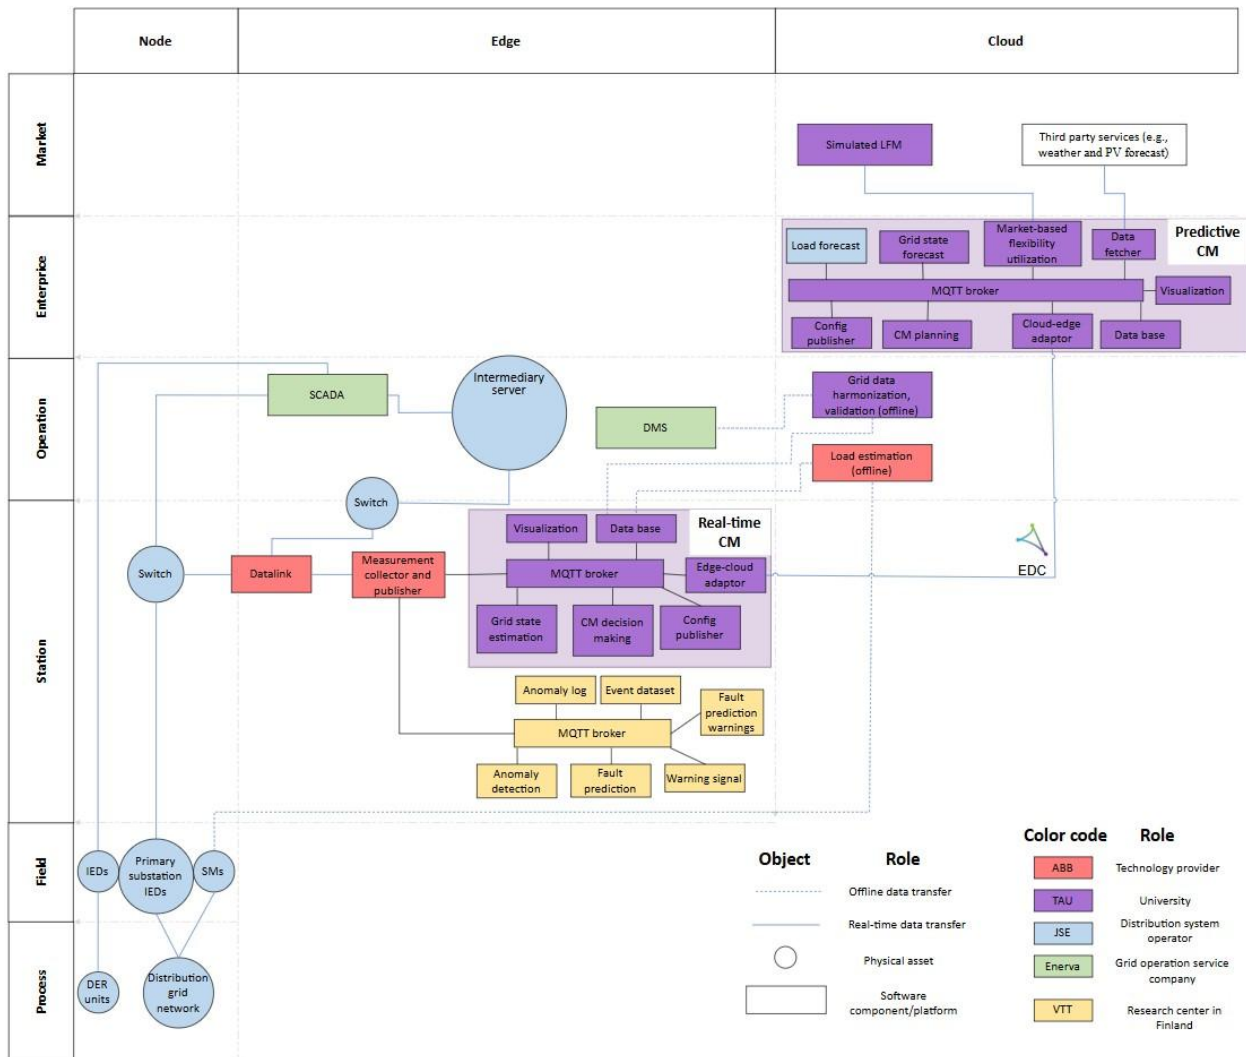 Node
Edge
Cloud
Market
Simulated LFM
Third party services (e.g.,
weather and PV forecast)
Enterprice
Load forecast
Grid state
forecast
Market-based
flexibility
utilization
Data
fetcher
Predictive
CM
MQTT broker
Visualization
Config
publisher
CM planning
Cloud-edge
adaptor
Data base
Operation
SCADA
Intermediary
server
DMS
Grid data
harmonization,
validation (offline)
Load estimation
(offline)
Switch
Station
Switch
Datalink
Measurement
collector and
publisher
Visualization
Data base
Real-time
CM
MQTT broker
Edge-cloud
adaptor
Grid state
estimation
CM decision
making
Config
publisher
EDC
Anomaly log
Event dataset
Fault
prediction
warnings
MQTT broker
Anomaly
detection
Fault
prediction
Warning signal
Field
IEDs
Primary
substation
IEDs
SMs
Process
DER
units
Distribution
grid
network
Object
Role
Offline data transfer
Real-time data transfer
Physical asset
Software
component/platform
Color code
Role
ABB
Technology provider
TAU
University
JSE
Distribution system
operator
Enerva
Grid operation service
company
VTT
Research center in
Finland